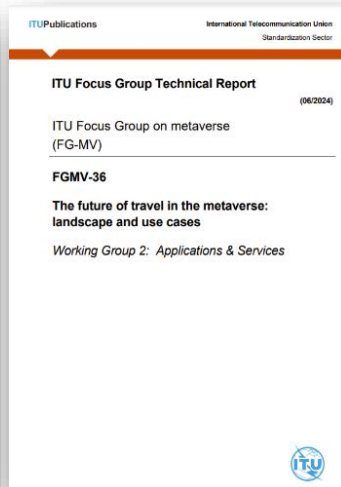 ITUPublications
International Telecommunication Union
Standardization Sector
ITU Focus Group Technical Report
(06/2024)
ITU Focus Group on metaverse
(FG-MV)
FGMV-36
The future of travel in the metaverse:
landscape and use cases
Working Group 2: Applications & Services
ITU